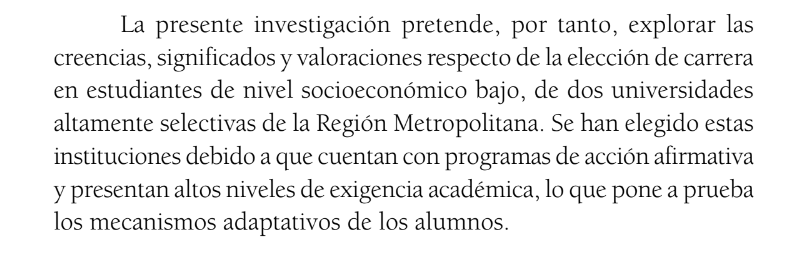 La presente investigación pretende, por tanto, explorar las
creencias, significados y valoraciones respecto de la elección de carrera
en estudiantes de nivel socioeconómico bajo, de dos universidades
altamente selectivas de la Región Metropolitana. Se han elegido estas
instituciones debido a que cuentan con programas de acción afirmativa
y presentan altos niveles de exigencia académica, lo que pone a prueba
los mecanismos adaptativos de los alumnos.